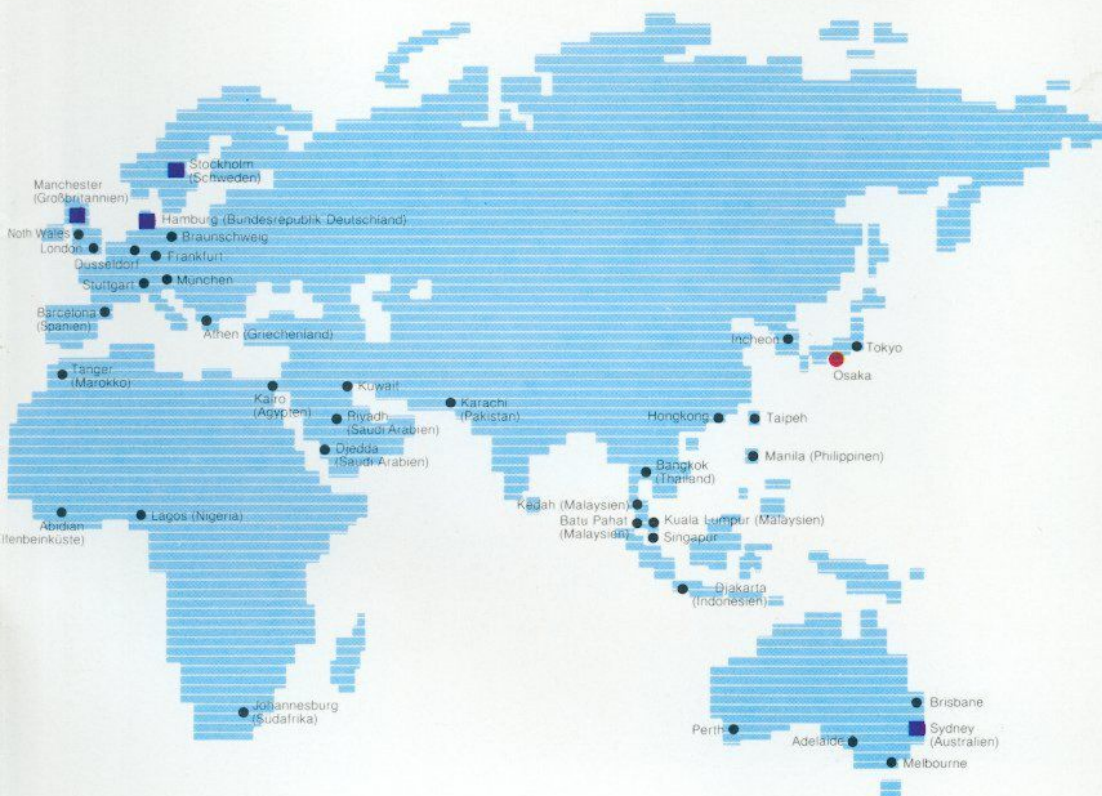 Stockholm
(Schweden)
Manchester
(Großbritannien)
Hamburg (Bundesrepublik Deutschland)
Noth Wales
Braunschweig
London
Frankfurt
Düsseldorf
Stuttgart
München
Barcelona
(Spanien)
Athen (Griechenland)
Incheon
Tokyo
Osaka
Tanger
(Marokko)
Kairo
(Ägypten)
Kuwait
Karachi
(Pakistan)
Riyadh
(Saudi Arabien)
Hongkong
Taipeh
Djedda
(Saudi Arabien)
Manila (Philippinen)
Bangkok
(Thailand)
Kedah (Malaysien)
Batu Pahat
(Malaysien)
Kuala Lumpur (Malaysien)
Singapur
Abidjan
lfenbeinküste)
Lagos (Nigeria)
Djakarta
(Indonesien)
Johannesburg
(Südafrika)
Brisbane
Perth
Sydney
(Australien)
Adelaide
Melbourne